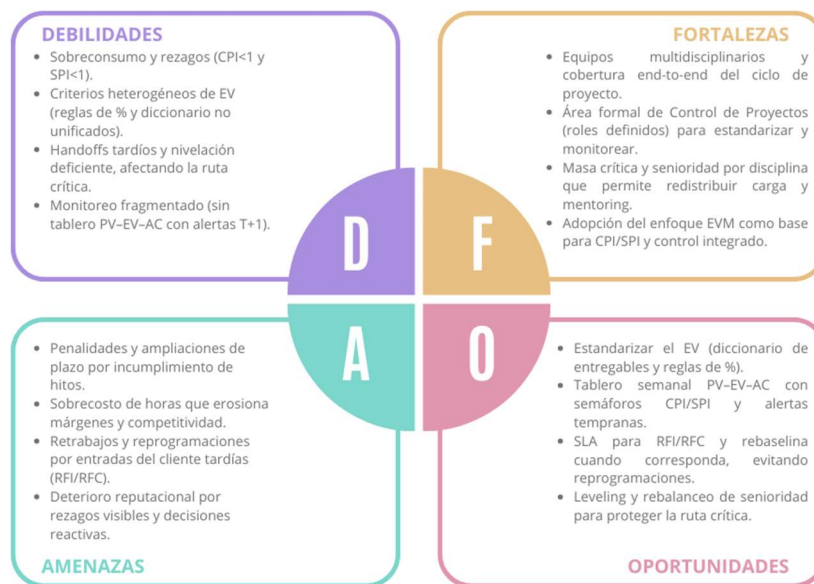 DEBILIDADES
• Sobreconsumo y rezagos (CPI<1 y
SPI<1).
• Criterios heterogéneos de EV
(reglas de % y diccionario no
unificados).
• Handoffs tardíos y nivelación
deficiente, afectando la ruta
crítica.
• Monitoreo fragmentado (sin
tablero PV–EV–AC con alertas T+1).
FORTALEZAS
• Equipos multidisciplinarios y
cobertura end-to-end del ciclo de
proyecto.
• Área formal de Control de Proyectos
(roles definidos) para estandarizar y
monitorear.
• Masa crítica y senioridad por disciplina
que permite redistribuir carga y
mentoring.
• Adopción del enfoque EVM como base
para CPI/SPI y control integrado.
D
F
A
O
• Penalidades y ampliaciones de
plazo por incumplimiento de
hitos.
• Sobrecosto de horas que erosiona
márgenes y competitividad.
• Retrabajos y reprogramaciones
por entradas del cliente tardías
(RFI/RFC).
• Deterioro reputacional por
rezagos visibles y decisiones
reactivas.
AMENAZAS
• Estandarizar el EV (diccionario de
entregables y reglas de %).
• Tablero semanal PV–EV–AC con
semáforos CPI/SPI y alertas
tempranas.
• SLA para RFI/RFC y rebaselina
cuando corresponda, evitando
reprogramaciones.
• Leveling y rebalanceo de senioridad
para proteger la ruta crítica.
OPORTUNIDADES